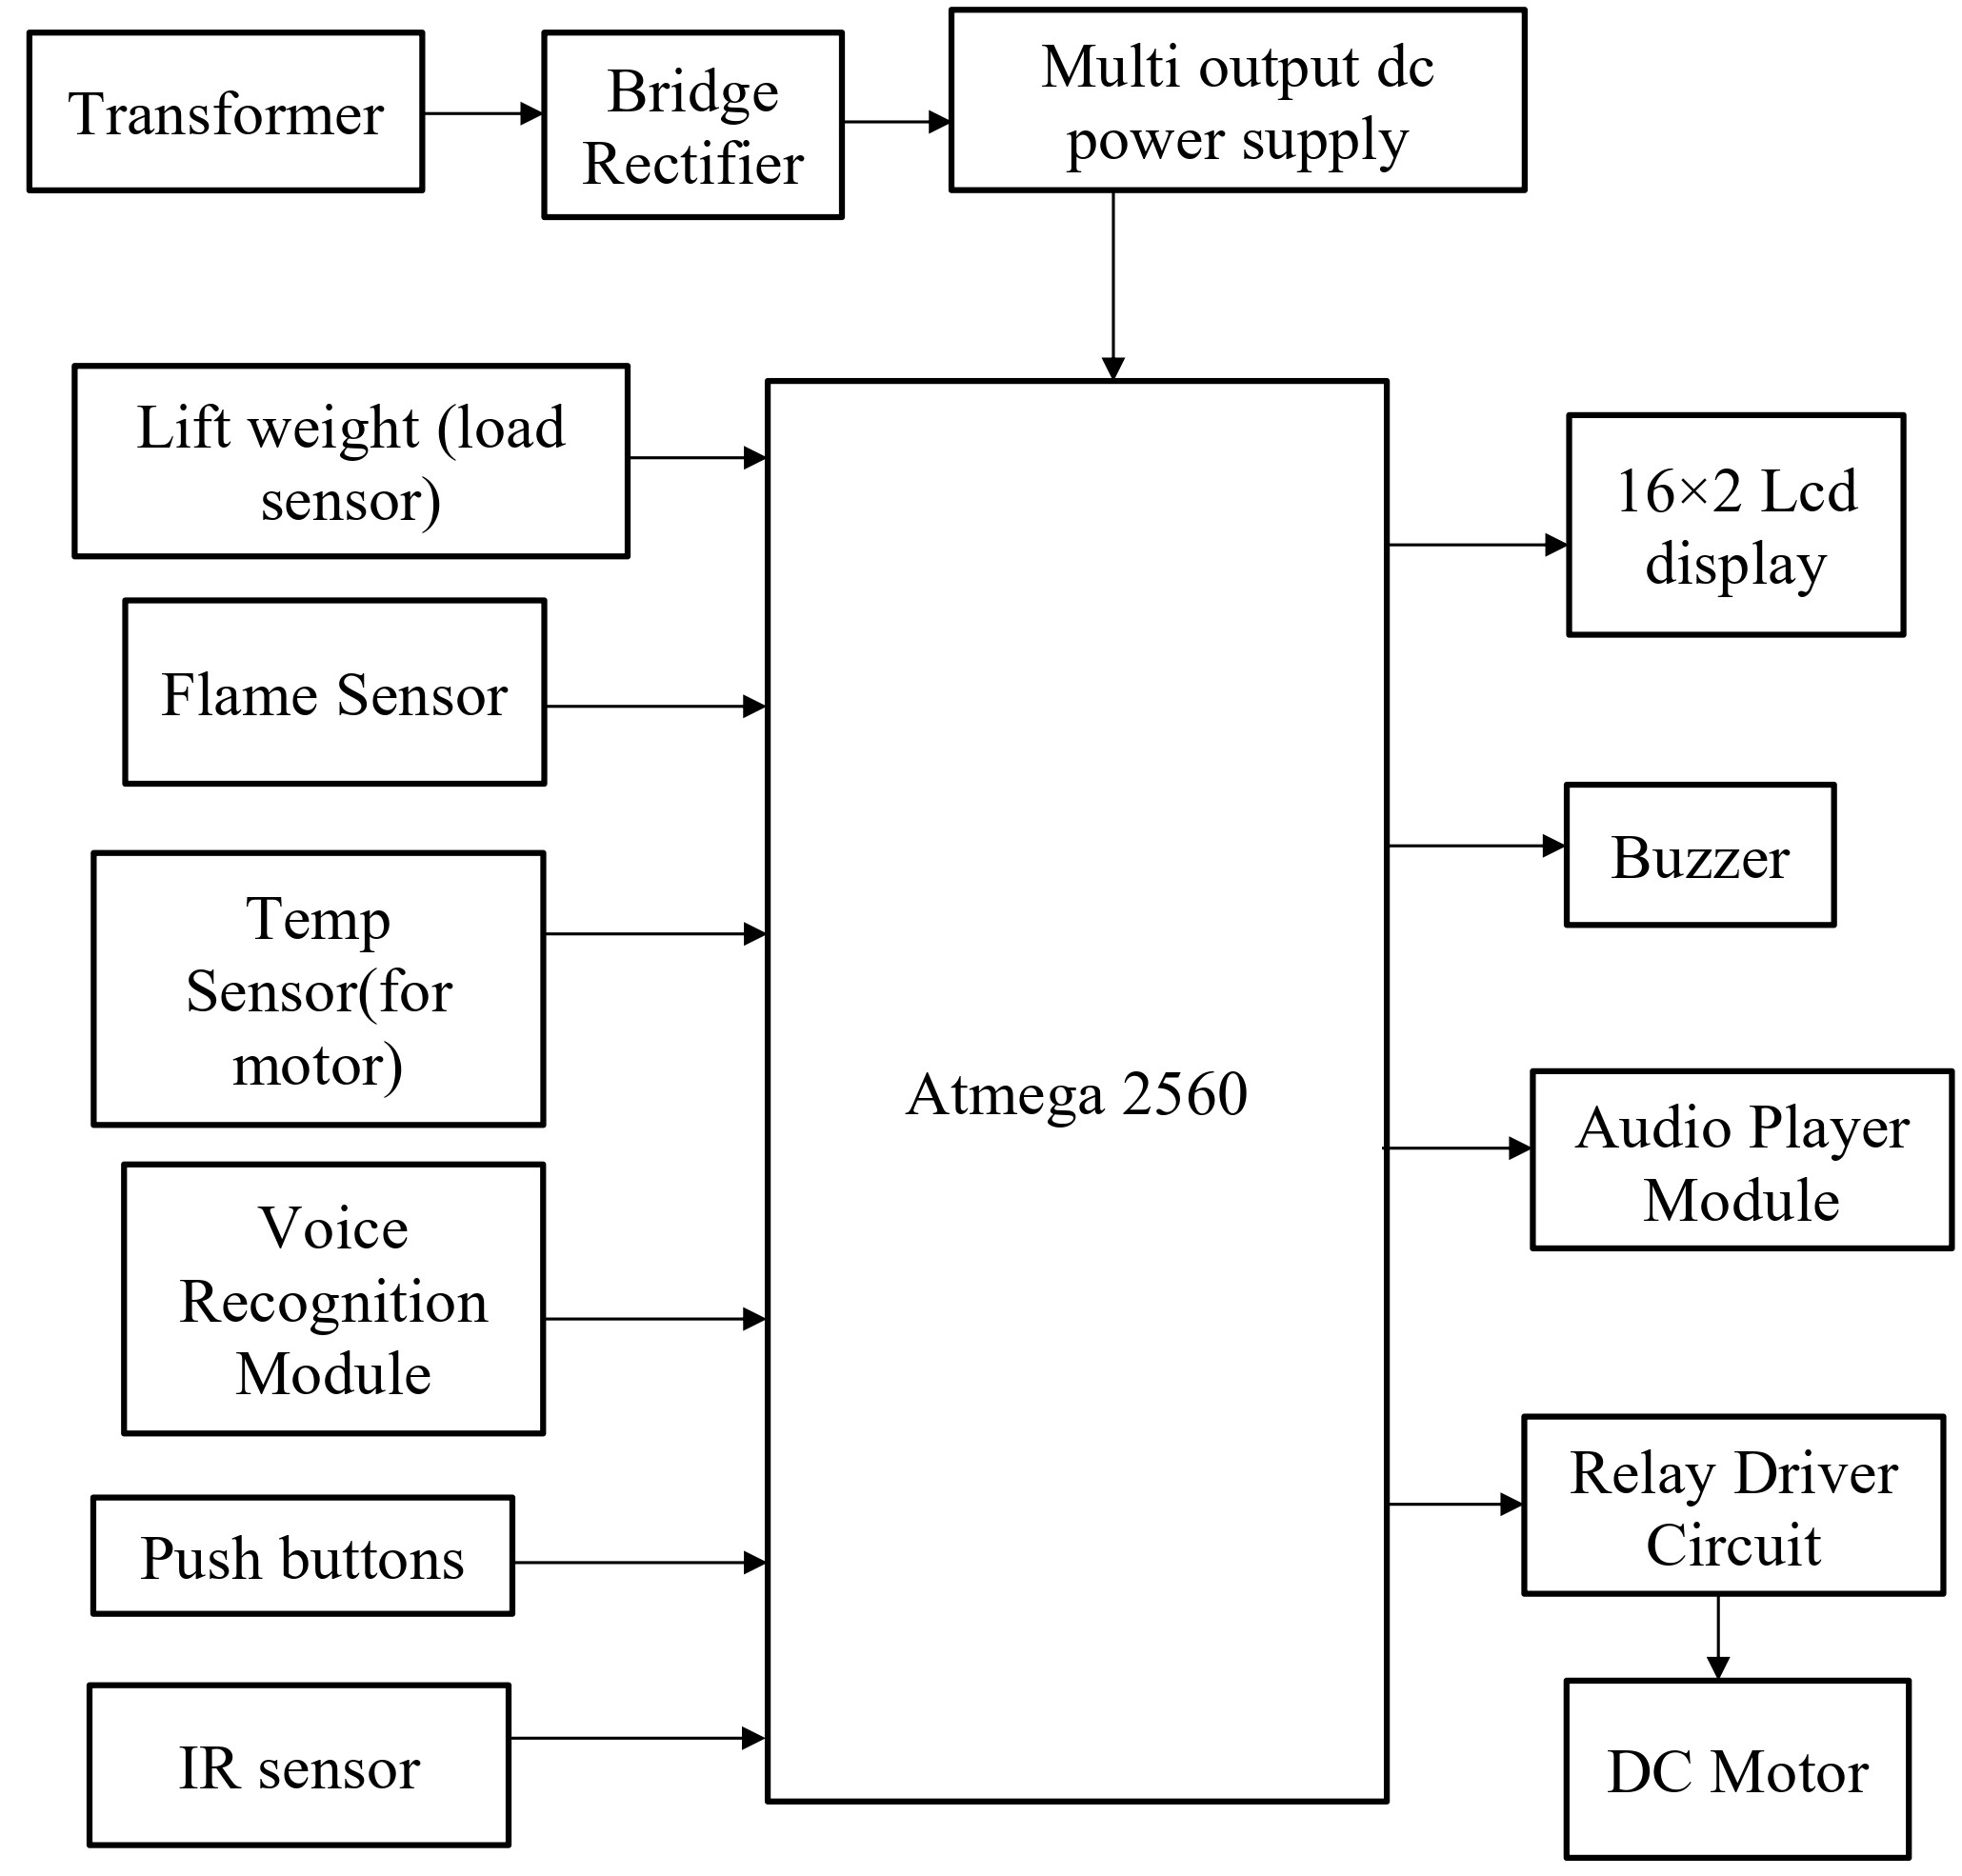 Transformer
Bridge
Rectifier
Multi output dc
power supply
Lift weight (load
sensor)
Flame Sensor
Temp
Sensor(for
motor)
Voice
Recognition
Module
Push buttons
IR sensor
Atmega 2560
16×2 Lcd
display
Buzzer
Audio Player
Module
Relay Driver
Circuit
DC Motor